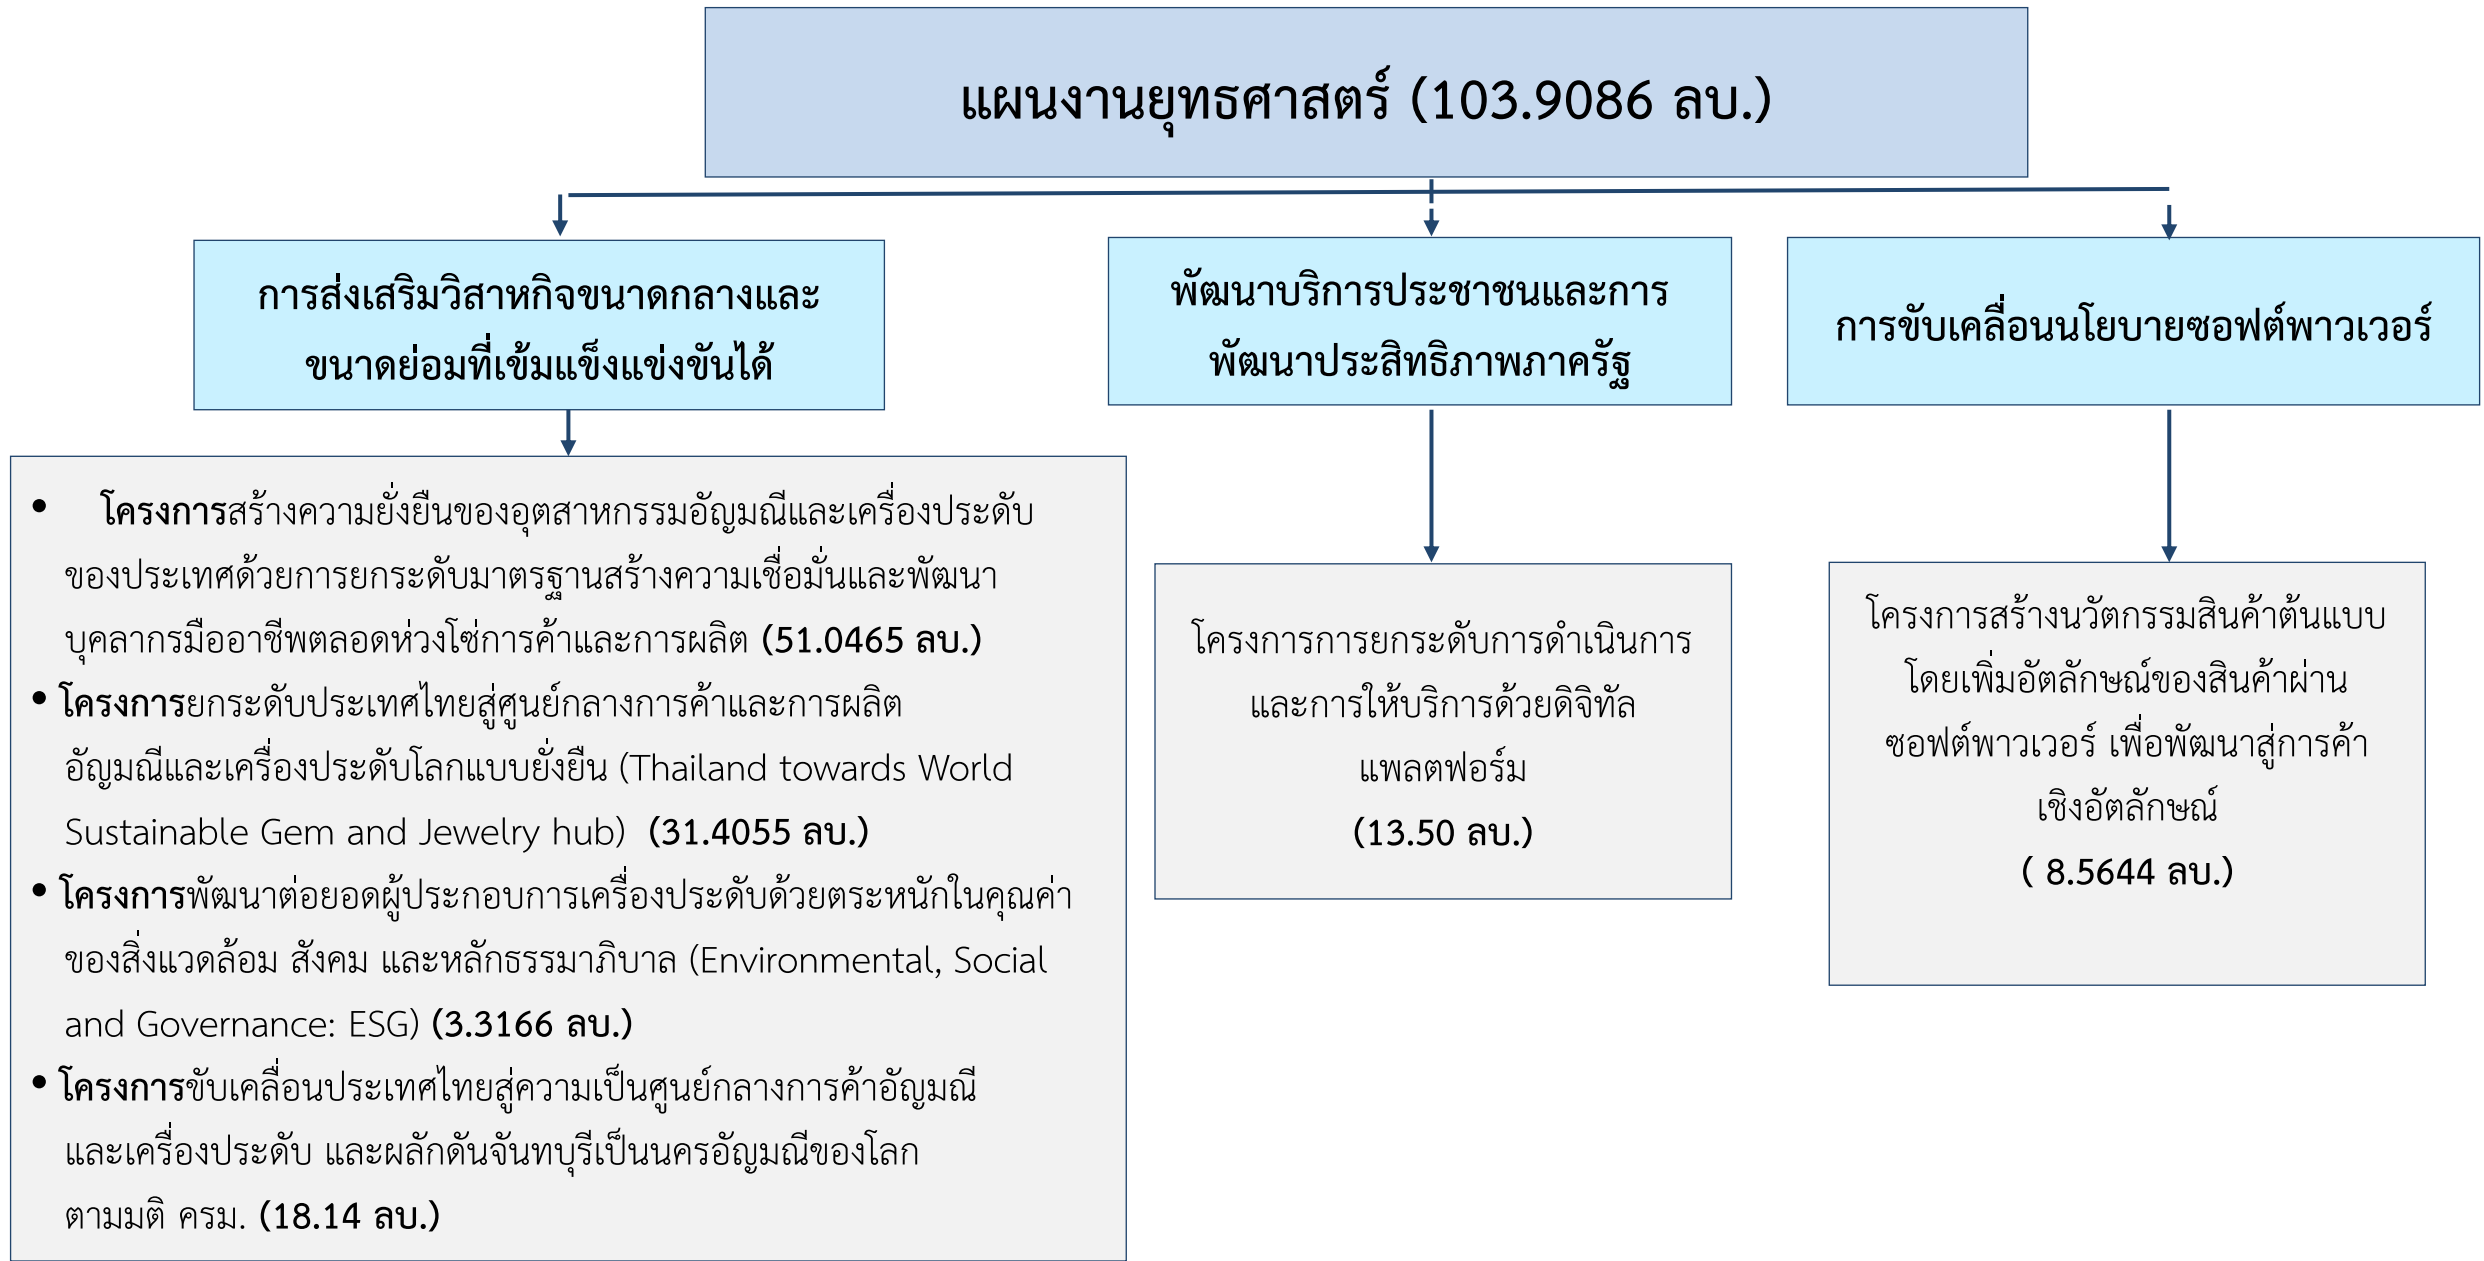 แผนงานยุทธศาสตร์ (103.9086 ลบ.)
การส่งเสริมวิสาหกิจขนาดกลางและ
ขนาดย่อมที่เข้มแข็งแข่งขันได้
พัฒนาบริการประชาชนและการ
พัฒนาประสิทธิภาพภาครัฐ
การขับเคลื่อนนโยบายซอฟต์พาวเวอร์
• โครงการสร้างความยั่งยืนของอุตสาหกรรมอัญมณีและเครื่องประดับ
ของประเทศด้วยการยกระดับมาตรฐานสร้างความเชื่อมั่นและพัฒนา
บุคลากรมืออาชีพตลอดห่วงโซ่การค้าและการผลิต (51.0465 ลบ.)
• โครงการยกระดับประเทศไทยสู่ศูนย์กลางการค้าและการผลิต
อัญมณีและเครื่องประดับโลกแบบยั่งยืน (Thailand towards World
Sustainable Gem and Jewelry hub) (31.4055 ลบ.)
• โครงการพัฒนาต่อยอดผู้ประกอบการเครื่องประดับด้วยตระหนักในคุณค่า
ของสิ่งแวดล้อม สังคม และหลักธรรมาภิบาล (Environmental, Social
and Governance: ESG) (3.3166 ลบ.)
• โครงการขับเคลื่อนประเทศไทยสู่ความเป็นศูนย์กลางการค้าอัญมณี
และเครื่องประดับ และผลักดันจันทบุรีเป็นนครอัญมณีของโลก
ตามมติ ครม. (18.14 ลบ.)
โครงการการยกระดับการดำเนินการ
และการให้บริการด้วยดิจิทัล
แพลตฟอร์ม
(13.50 ลบ.)
โครงการสร้างนวัตกรรมสินค้าต้นแบบ
โดยเพิ่มอัตลักษณ์ของสินค้าผ่าน
ซอฟต์พาวเวอร์ เพื่อพัฒนาสู่การค้า
เชิงอัตลักษณ์
( 8.5644 ลบ.)